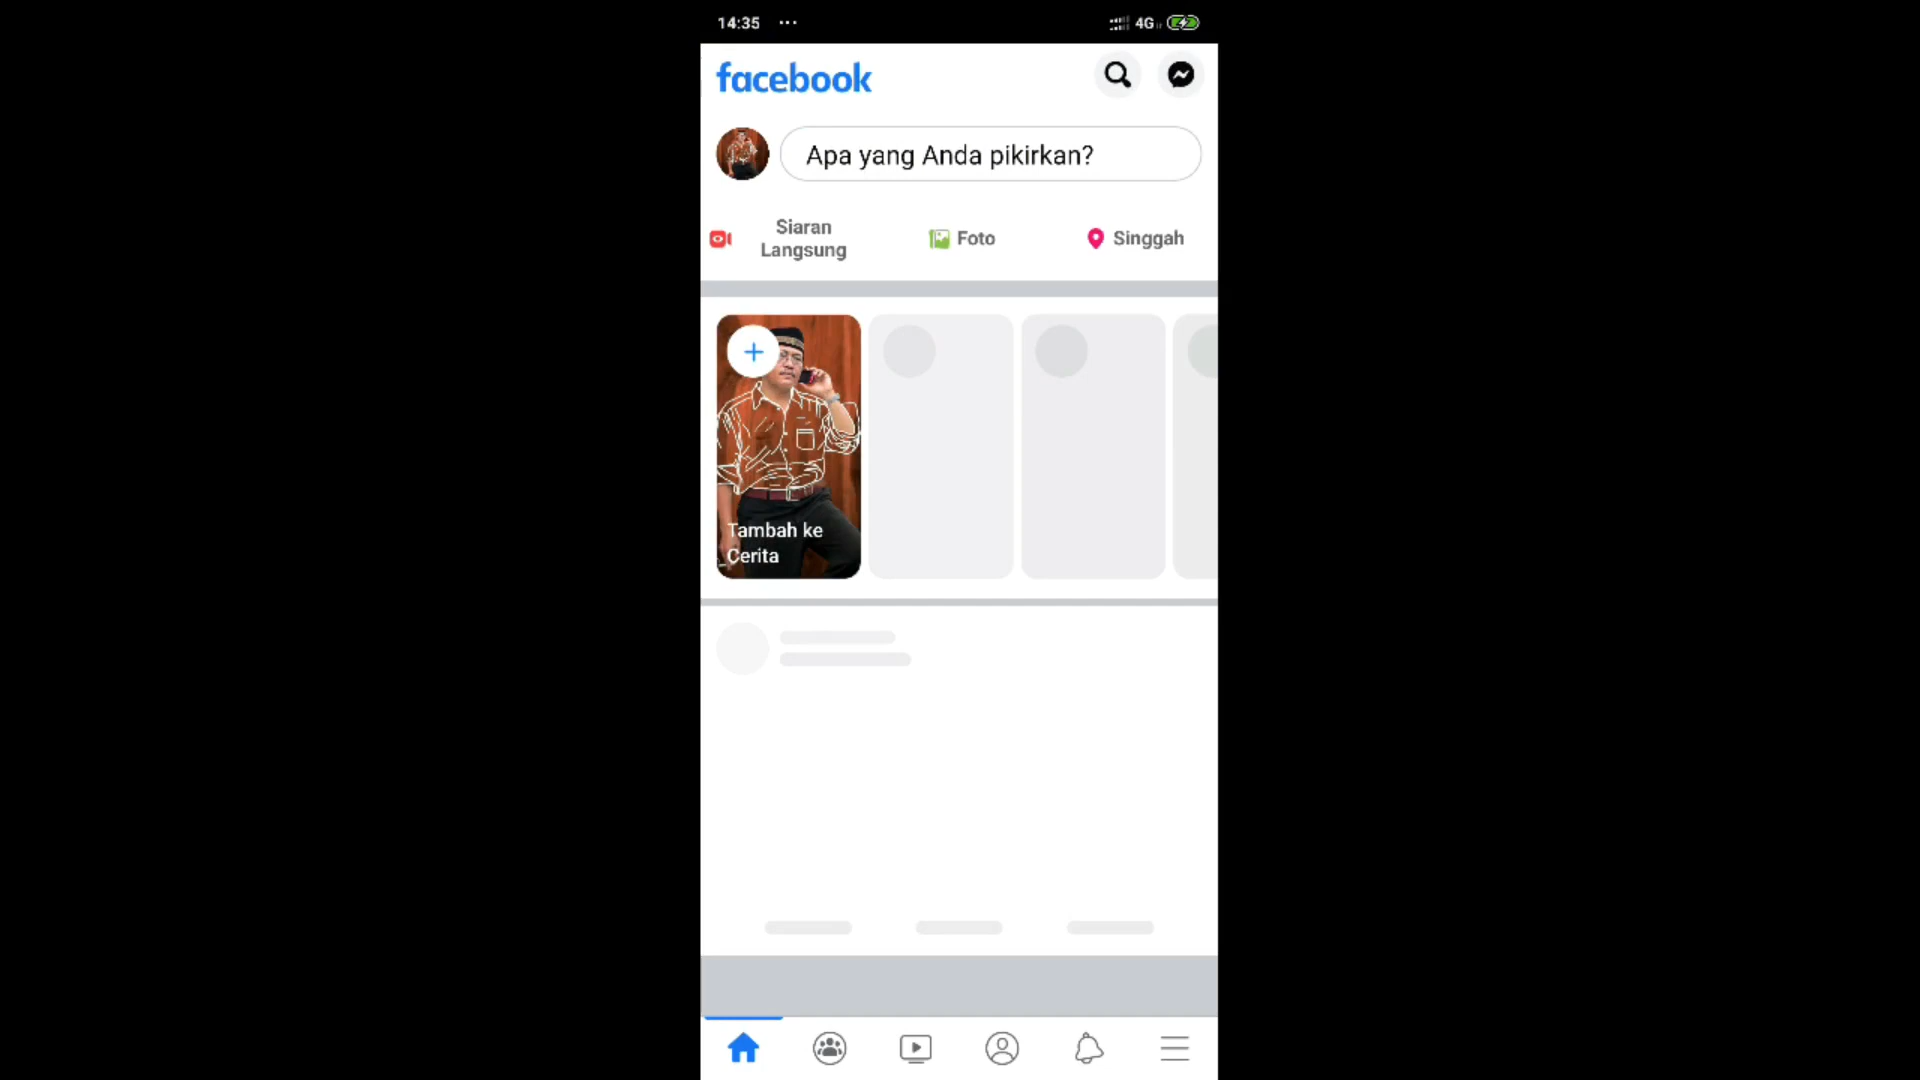 14:35 ...
4G
facebook
Apa yang Anda pikirkan?
Siaran
Langsung
Foto
Singgah
Tambah ke
Cerita